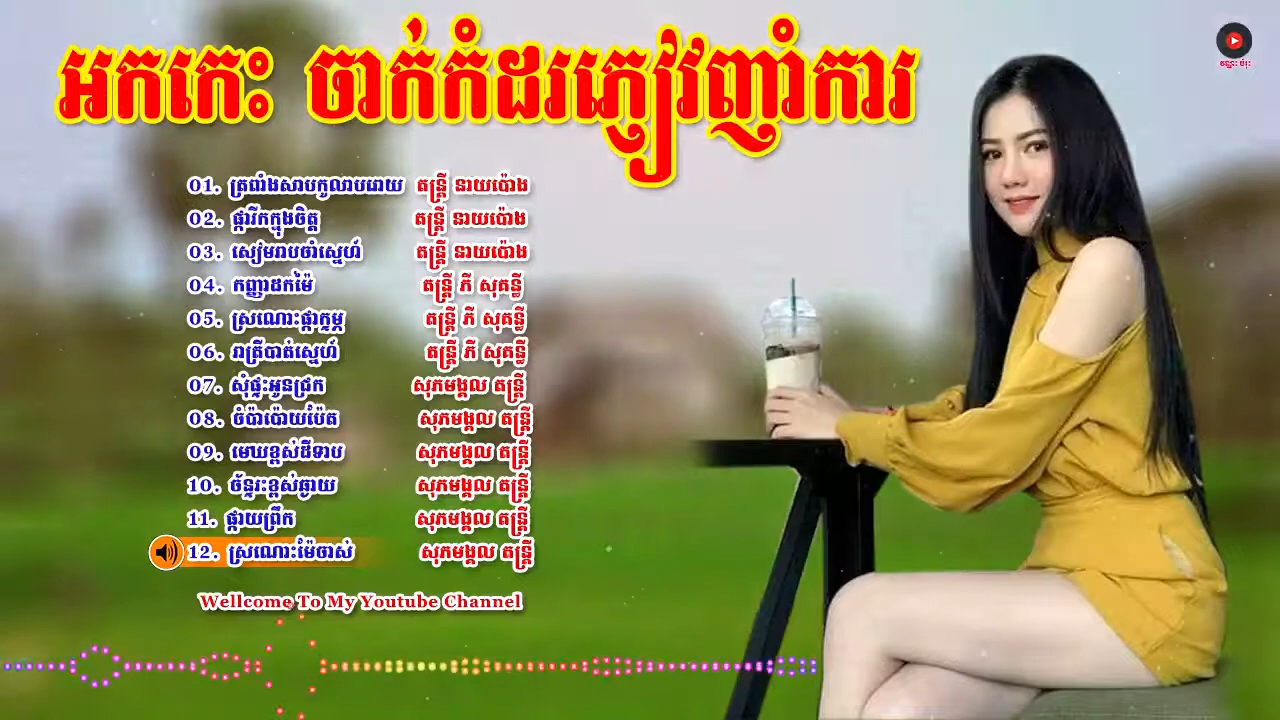 អកកេះ ចាក់កំដរភ្ញៀវញ៉ាំការ
វណ្ណះ ចំរុះ
01. ត្រពាំងសាបកូលាបរោយ តន្ត្រី នាយប៉ោង
02. ផ្ការីកក្នុងចិត្ត តន្ត្រី នាយប៉ោង
03. សៀមរាបចាំស្នេហ៍ តន្ត្រី នាយប៉ោង
04. កញ្ញាដកម៉ៃ តន្ត្រី ភី សុគន្ធី
05. ស្រណោះផ្កាក្ទម្ភ តន្ត្រី ភី សុគន្ធី
06. រាត្រីបាត់ស្នេហ៍ តន្ត្រី ភី សុគន្ធី
07. សុំផ្ទះអូនជ្រក សុភមង្គល តន្ត្រី
08. ចំប៉ាប៉ោយប៉ែត សុភមង្គល តន្ត្រី
09. មេឃខ្ពស់ដីទាប សុភមង្គល តន្ត្រី
10. ច័ន្ទរះខ្ពស់ឆ្ងាយ សុភមង្គល តន្ត្រី
11. ផ្កាយព្រឹក សុភមង្គល តន្ត្រី
12. ស្រណោះម៉ែចាស់ សុភមង្គល តន្ត្រី
Wellcome To My Youtube Channel